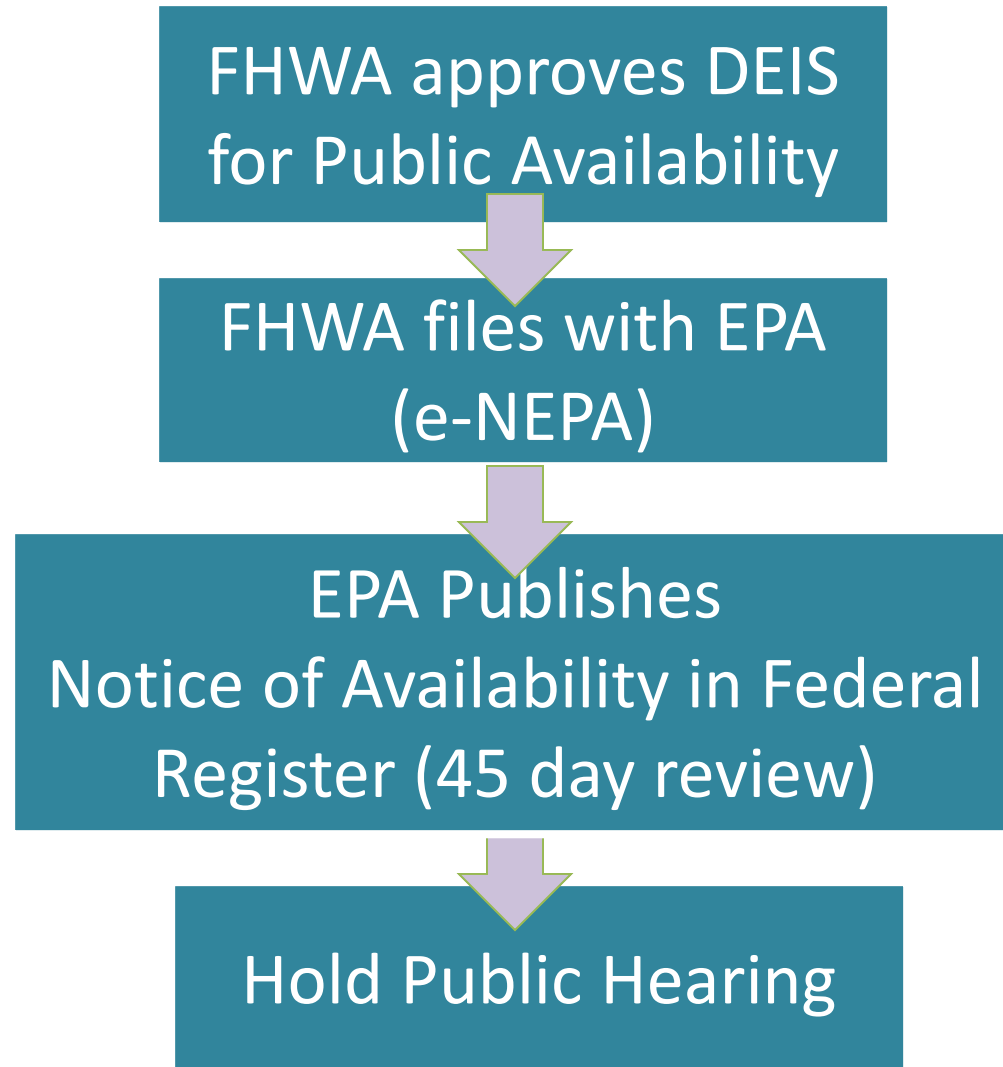 FHWA approves DEIS
for Public Availability
FHWA files with EPA
(e-NEPA)
EPA Publishes
Notice of Availability in Federal
Register (45 day review)
Hold Public Hearing